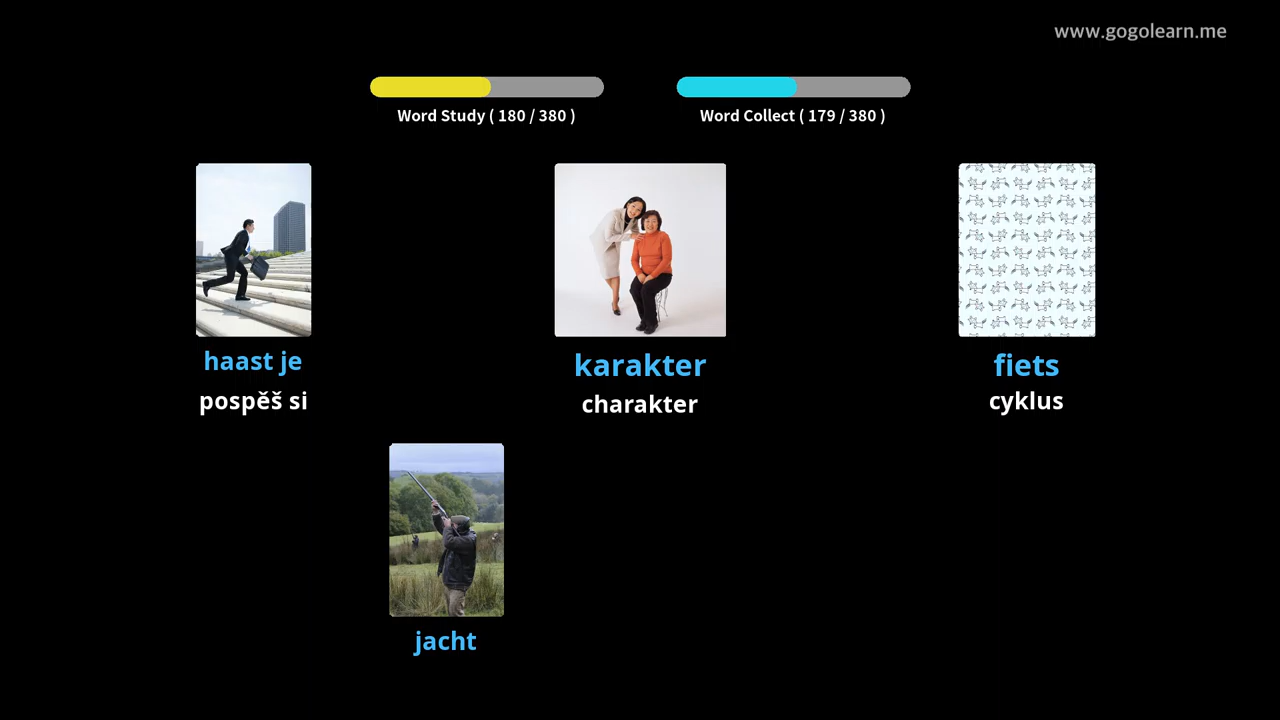 www.gogolearn.me
Word Study ( 180 / 380 )
Word Collect ( 179 / 380 )
haast je
pospěš si
karakter
charakter
fiets
cyklus
jacht